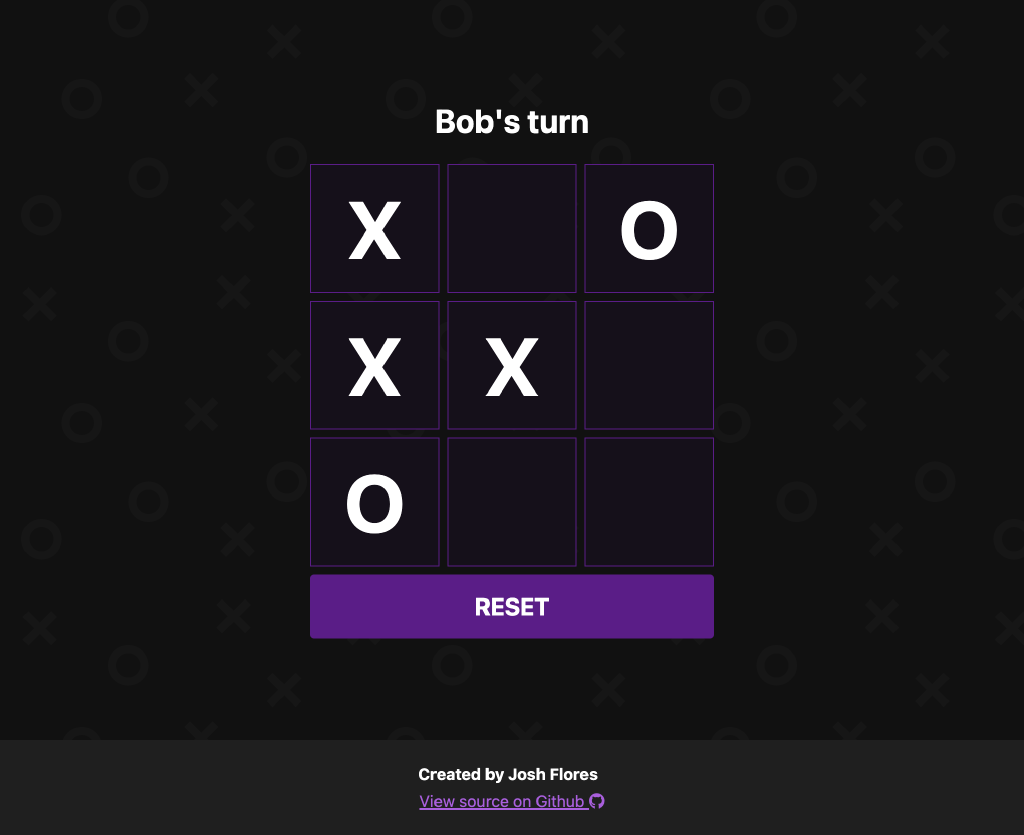 Bob's turn
X O
X X
O
RESET
Created by Josh Flores
View source on Github